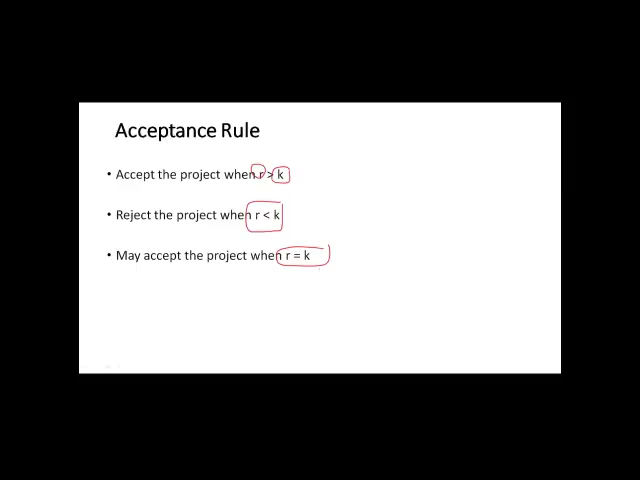 Acceptance Rule
• Accept the project when r > k
• Reject the project when r < k
• May accept the project when r = k